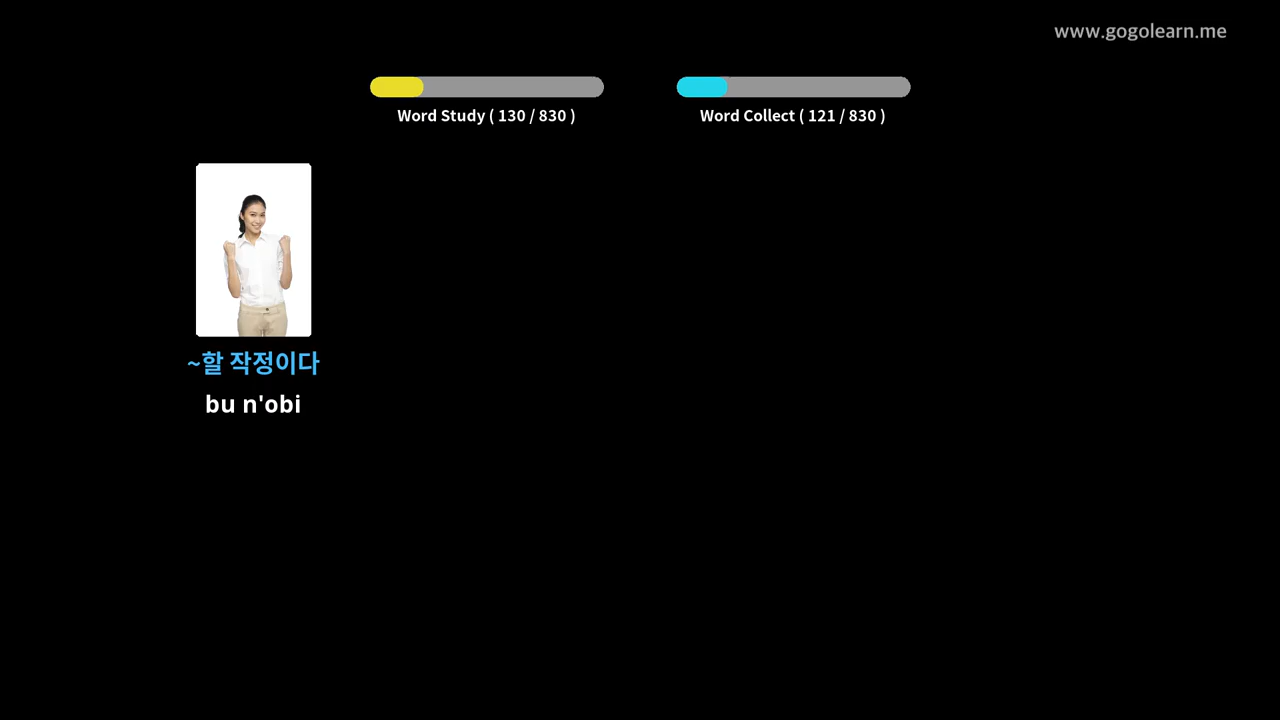 www.gogolearn.me
Word Study ( 130 / 830 )
Word Collect ( 121 / 830 )
~할 작정이다
bu n'obi